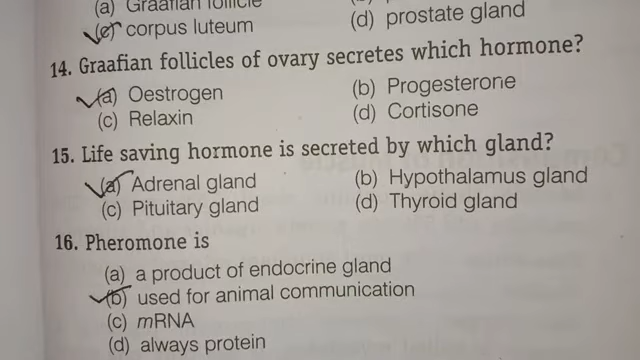 (a) Graafian follicle
(c) corpus luteum (d) prostate gland
14. Graafian follicles of ovary secretes which hormone?
(a) Oestrogen (b) Progesterone
(c) Relaxin (d) Cortisone
15. Life saving hormone is secreted by which gland?
(a) Adrenal gland (b) Hypothalamus gland
(c) Pituitary gland (d) Thyroid gland
16. Pheromone is
(a) a product of endocrine gland
(b) used for animal communication
(c) mRNA
(d) always protein